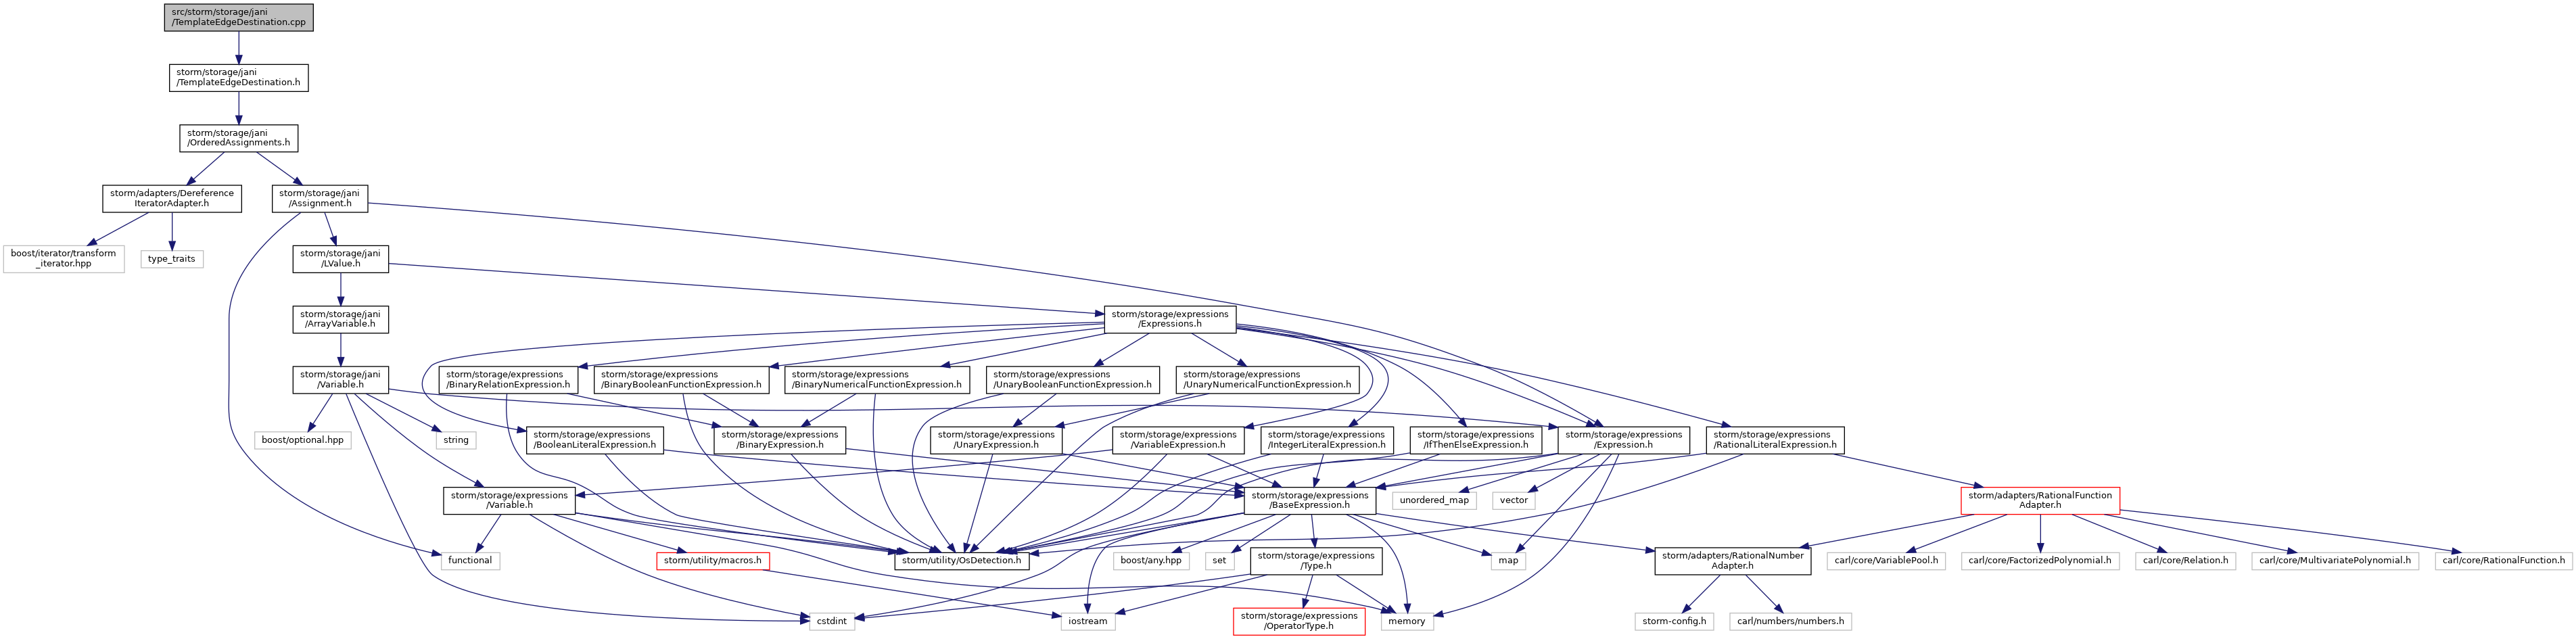 src/storm/storage/jani
/TemplateEdgeDestination.cpp
storm/storage/jani
/TemplateEdgeDestination.h
storm/storage/jani
/OrderedAssignments.h
storm/adapters/Dereference
IteratorAdapter.h
storm/storage/jani
/Assignment.h
boost/iterator/transform
_iterator.hpp
type_traits
storm/storage/jani
/LValue.h
storm/storage/jani
/ArrayVariable.h
storm/storage/expressions
/Expressions.h
storm/storage/jani
/Variable.h
storm/storage/expressions
/BinaryRelationExpression.h
storm/storage/expressions
/BinaryBooleanFunctionExpression.h
storm/storage/expressions
/BinaryNumericalFunctionExpression.h
storm/storage/expressions
/UnaryBooleanFunctionExpression.h
storm/storage/expressions
/UnaryNumericalFunctionExpression.h
boost/optional.hpp
string
storm/storage/expressions
/BooleanLiteralExpression.h
storm/storage/expressions
/BinaryExpression.h
storm/storage/expressions
/UnaryExpression.h
storm/storage/expressions
/VariableExpression.h
storm/storage/expressions
/IntegerLiteralExpression.h
storm/storage/expressions
/IfThenElseExpression.h
storm/storage/expressions
/Expression.h
storm/storage/expressions
/RationalLiteralExpression.h
storm/storage/expressions
/Variable.h
storm/storage/expressions
/BaseExpression.h
unordered_map
vector
storm/adapters/RationalFunction
Adapter.h
functional
storm/utility/macros.h
storm/utility/OsDetection.h
boost/any.hpp
set
storm/storage/expressions
/Type.h
map
storm/adapters/RationalNumber
Adapter.h
carl/core/VariablePool.h
carl/core/FactorizedPolynomial.h
carl/core/Relation.h
carl/core/MultivariatePolynomial.h
carl/core/RationalFunction.h
cstdint
iostream
storm/storage/expressions
/OperatorType.h
memory
storm-config.h
carl/numbers/numbers.h